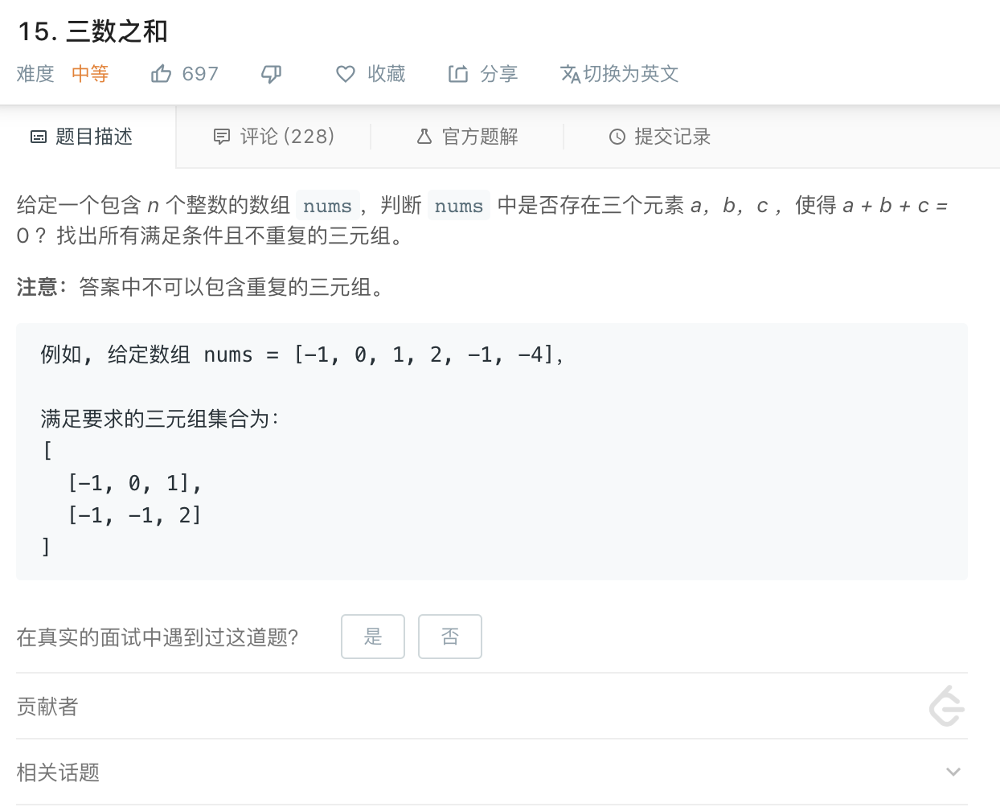 15. 三数之和
难度 中等 697 收藏 分享 切换为英文
题目描述 评论 (228) 官方题解 提交记录
给定一个包含 n 个整数的数组 nums，判断 nums 中是否存在三个元素 a，b，c ，使得 a + b + c =
0 ？找出所有满足条件且不重复的三元组。
注意：答案中不可以包含重复的三元组。
例如, 给定数组 nums = [-1, 0, 1, 2, -1, -4]，
满足要求的三元组集合为：
[
[-1, 0, 1],
[-1, -1, 2]
]
在真实的面试中遇到过这道题? 是 否
贡献者
相关话题